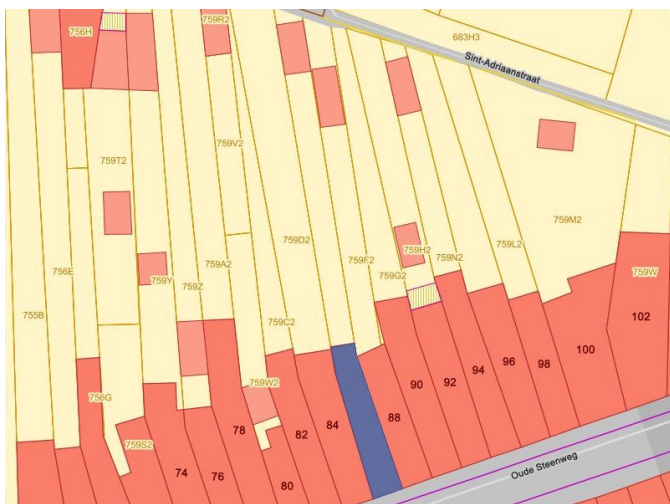 756H
759R2
683H3
Sint-Adriaanstraat
759V2
759T2
759M2
759D2
759H2
759L2
759N2
756E
759A2
759F2
759W
759Y
759G2
759Z
755B
102
759C2
100
98
96
94
92
90
759W2
756G
88
84
82
78
759S2
74
76
80
Oude Steenweg